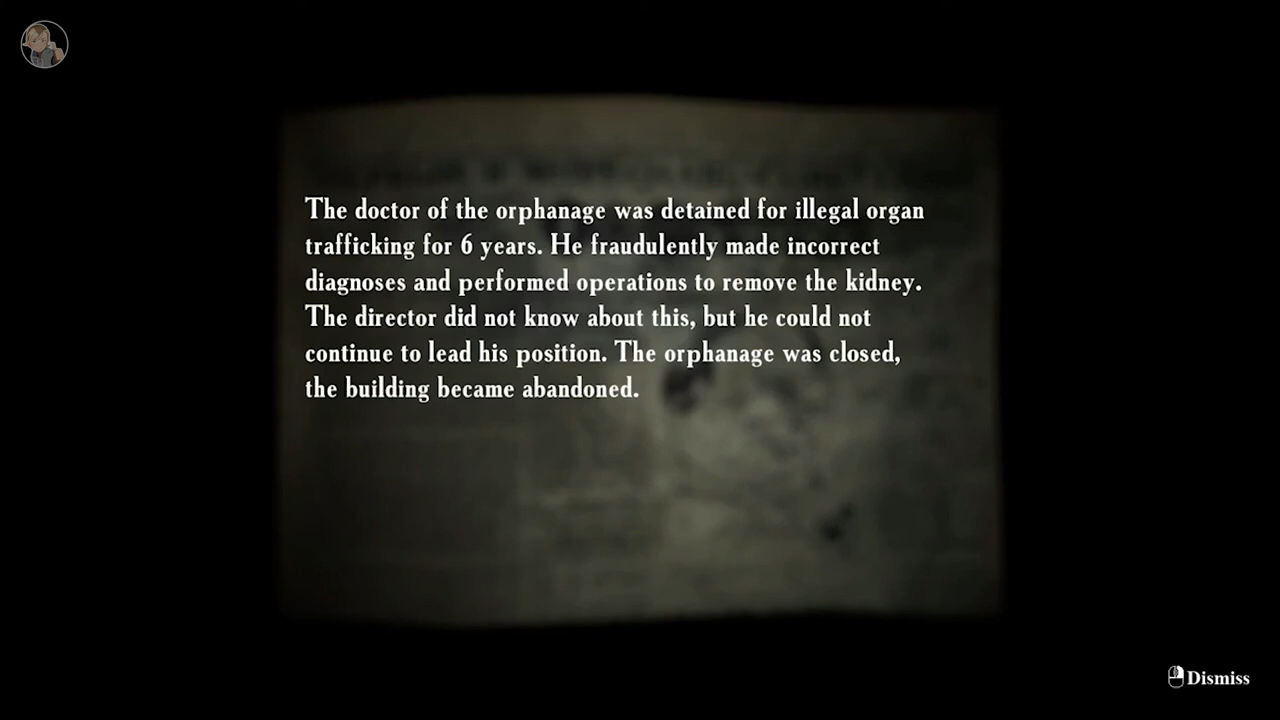 The doctor of the orphanage was detained for illegal organ
trafficking for 6 years. He fraudulently made incorrect
diagnoses and performed operations to remove the kidney.
The director did not know about this, but he could not
continue to lead his position. The orphanage was closed,
the building became abandoned.
Dismiss